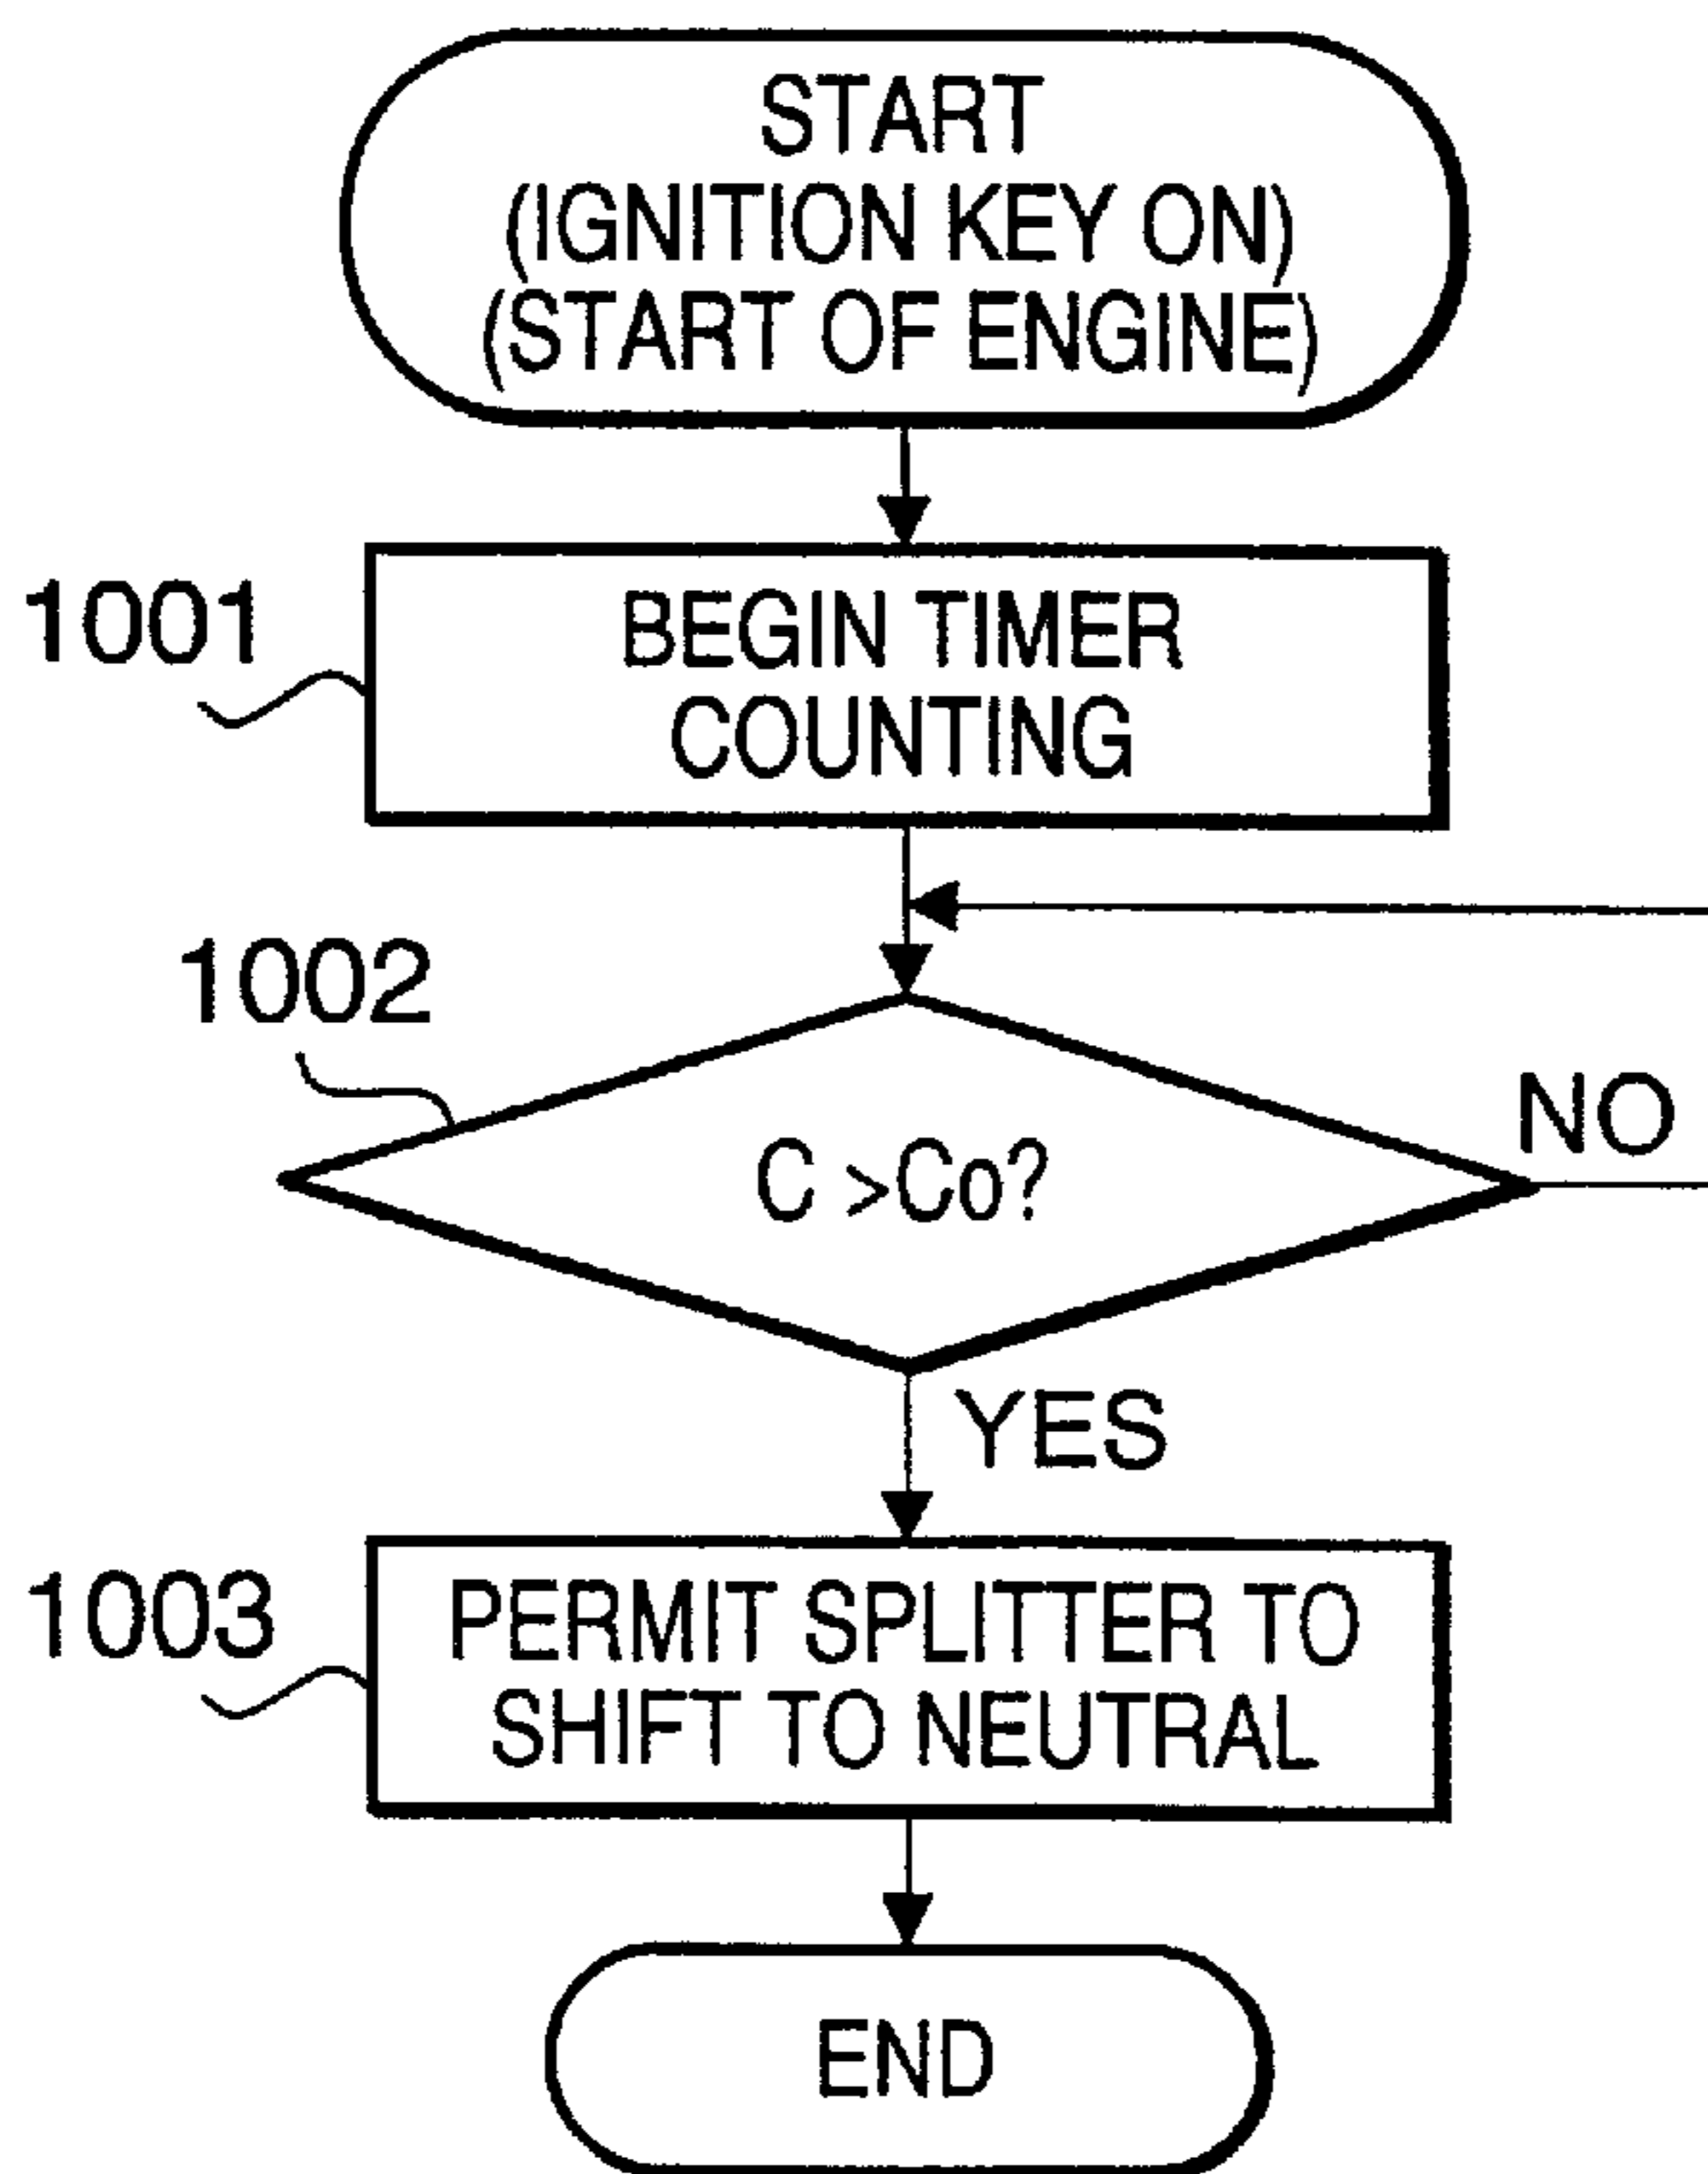 START
(IGNITION KEY ON)
(START OF ENGINE)
1001
BEGIN TIMER
COUNTING
1002
C >Co?
NO
YES
1003
PERMIT SPLITTER TO
SHIFT TO NEUTRAL
END